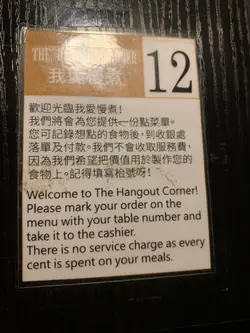 THE HANGOUT CORNER
我愛慢煮
12
歡迎光臨我愛慢煮！
我們將會為您提供一份點菜單。
您可記錄想點的食物後，到收銀處
落單及付款。我們不會收取服務費，
因為我們希望把價值用於製作您的
食物上。記得填寫枱號呀！
Welcome to The Hangout Corner!
Please mark your order on the
menu with your table number and
take it to the cashier.
There is no service charge as every
cent is spent on your meals.